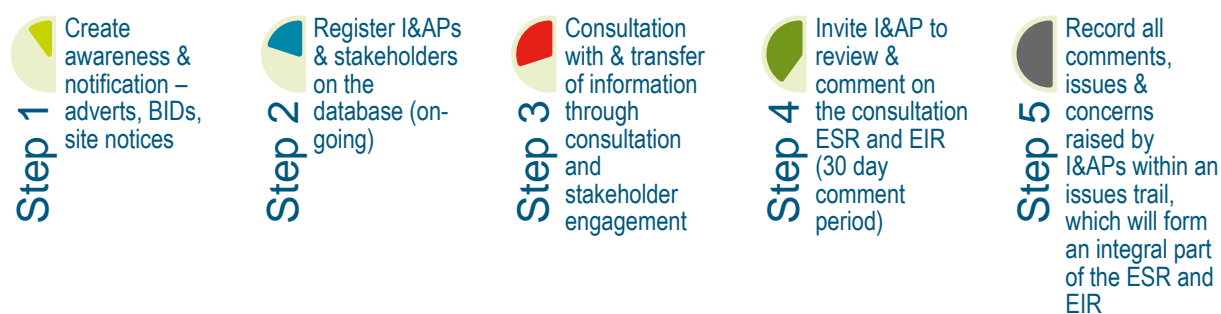 Step 1
Create
awareness &
notification –
adverts, BIDs,
site notices
Step 2
Register I&APs
& stakeholders
on the
database (on-
going)
Step 3
Consultation
with & transfer
of information
through
consultation
and
stakeholder
engagement
Step 4
Invite I&AP to
review &
comment on
the consultation
ESR and EIR
(30 day
comment
period)
Step 5
Record all
comments,
issues &
concerns
raised by
I&APs within an
issues trail,
which will form
an integral part
of the ESR and
EIR